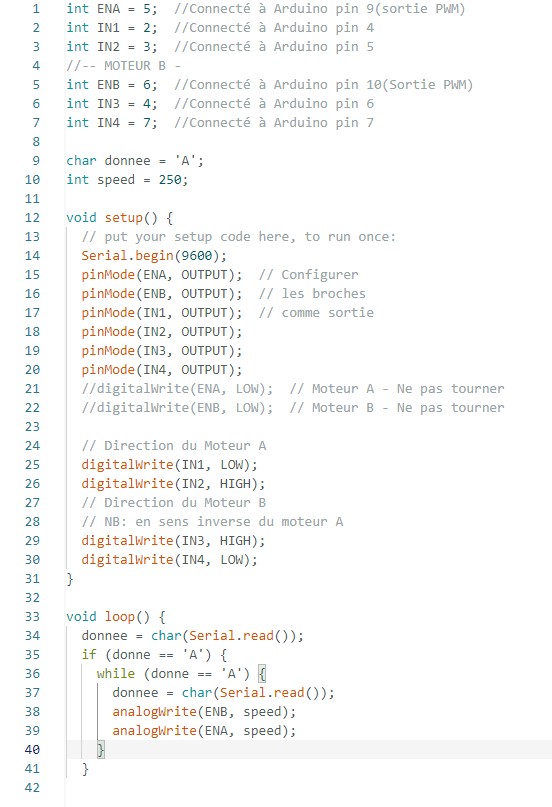 1 int ENA = 5;  //Connecté à Arduino pin 9(sortie PWM)
2 int IN1 = 2;  //Connecté à Arduino pin 4
3 int IN2 = 3;  //Connecté à Arduino pin 5
4 //-- MOTEUR B -
5 int ENB = 6;  //Connecté à Arduino pin 10(Sortie PWM)
6 int IN3 = 4;  //Connecté à Arduino pin 6
7 int IN4 = 7;  //Connecté à Arduino pin 7
8
9 char donnee = 'A';
10 int speed = 250;
11
12 void setup() {
13   // put your setup code here, to run once:
14   Serial.begin(9600);
15   pinMode(ENA, OUTPUT);  // Configurer
16   pinMode(ENB, OUTPUT);  // les broches
17   pinMode(IN1, OUTPUT);  // comme sortie
18   pinMode(IN2, OUTPUT);
19   pinMode(IN3, OUTPUT);
20   pinMode(IN4, OUTPUT);
21   //digitalWrite(ENA, LOW);  // Moteur A - Ne pas tourner
22   //digitalWrite(ENB, LOW);  // Moteur B - Ne pas tourner
23
24   // Direction du Moteur A
25   digitalWrite(IN1, LOW);
26   digitalWrite(IN2, HIGH);
27   // Direction du Moteur B
28   // NB: en sens inverse du moteur A
29   digitalWrite(IN3, HIGH);
30   digitalWrite(IN4, LOW);
31 }
32
33 void loop() {
34   donnee = char(Serial.read());
35   if (donne == 'A') {
36     while (donne == 'A') {
37       donnee = char(Serial.read());
38       analogWrite(ENB, speed);
39       analogWrite(ENA, speed);
40     }
41   }
42